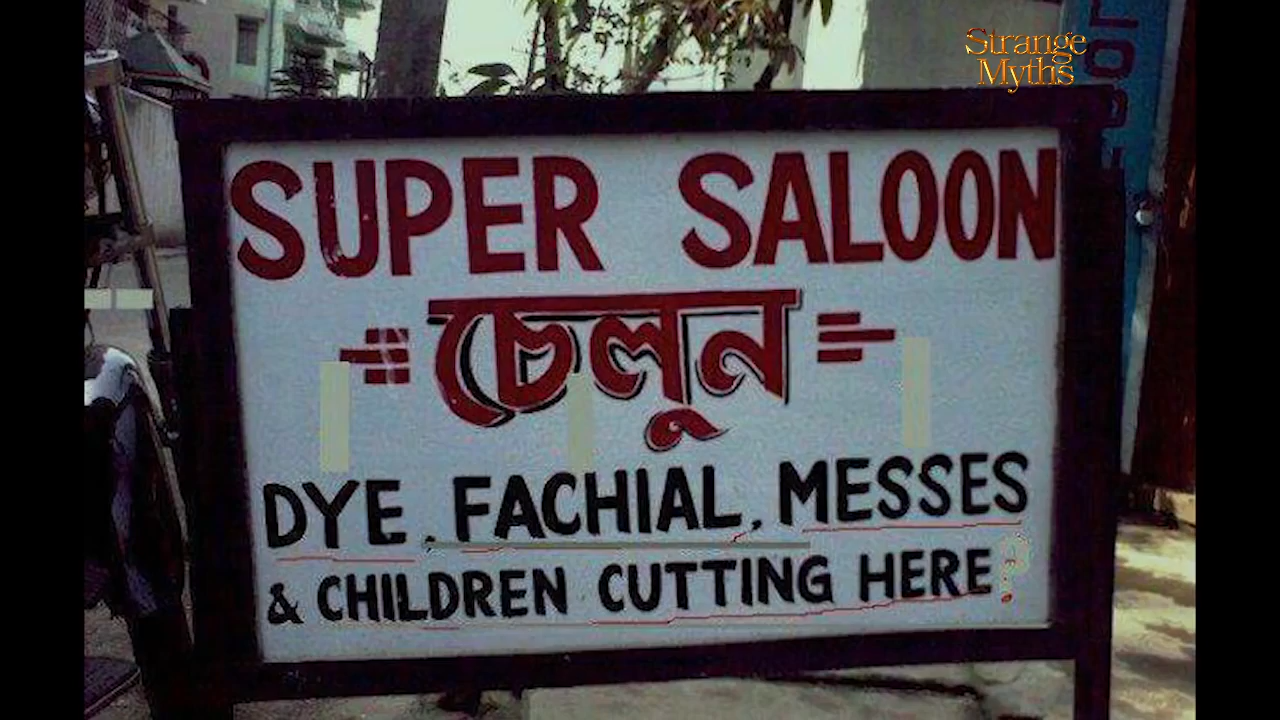 Strange
Myths
SUPER SALOON
চেলুন
DYE, FACHIAL, MESSES
& CHILDREN CUTTING HERE?